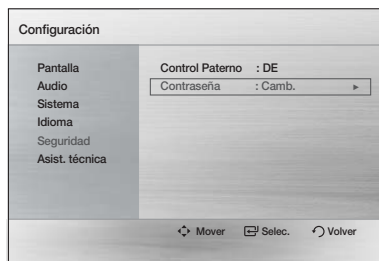 Configuración
Pantalla
Audio
Sistema
Idioma
Seguridad
Asist. técnica
Control Paterno : DE
Contraseña : Camb. ►
Mover Selec. Volver